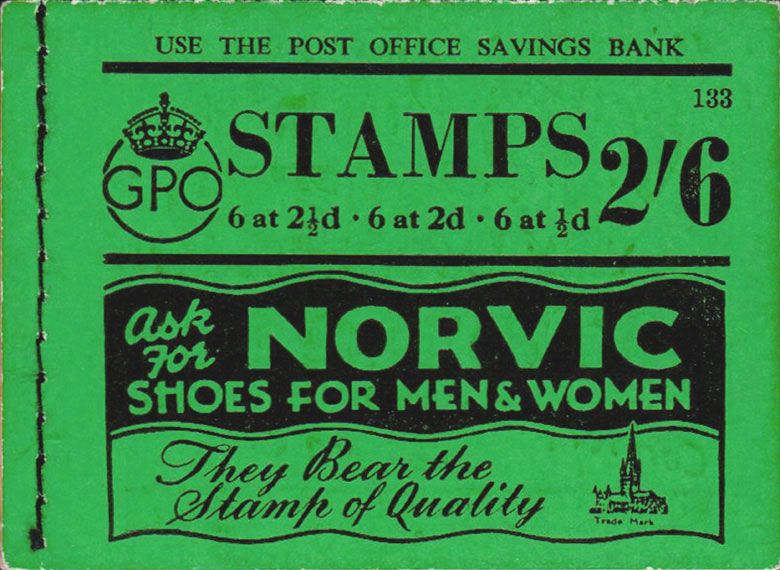 USE THE POST OFFICE SAVINGS BANK
133
GPO
STAMPS 2/6
6 at 2½d · 6 at 2d · 6 at ½d
Ask For NORVIC
SHOES FOR MEN & WOMEN
They Bear the
Stamp of Quality
Trade Mark